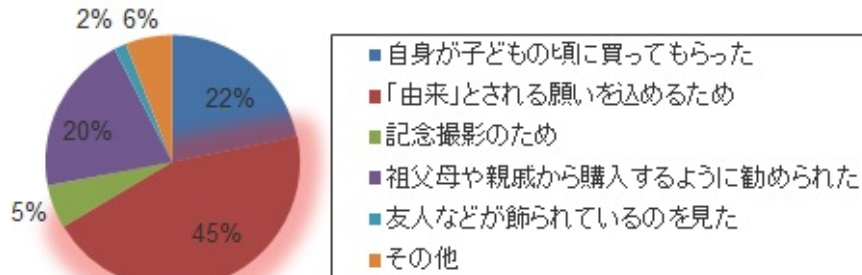 2% 6%
22%
20%
5%
45%
自身が子どもの頃に買ってもらった
「由来」とされる願いを込めるため
記念撮影のため
祖父母や親戚から購入するように勧められた
友人などが飾られているのを見た
その他